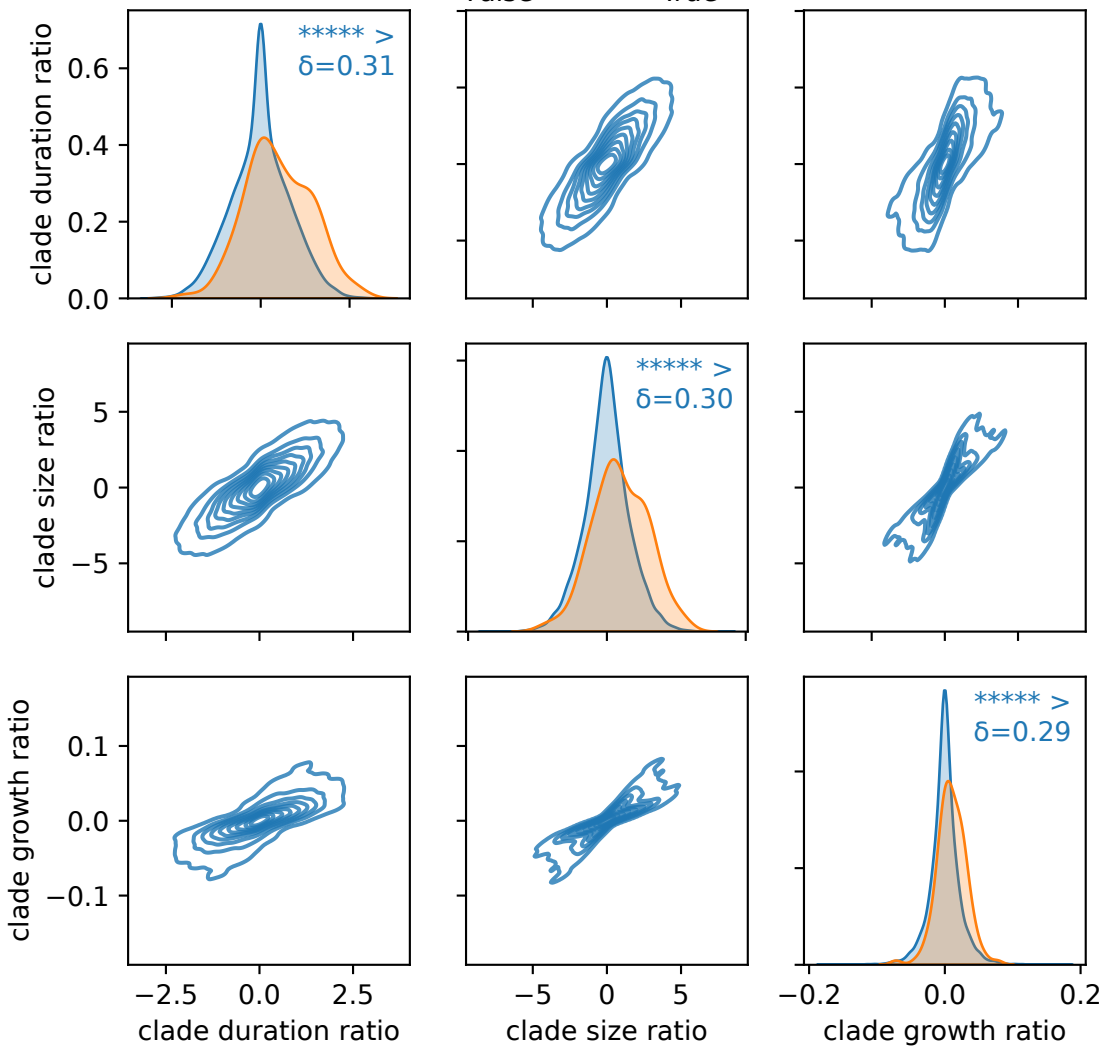 ***** >
δ=0.31
clade duration ratio
0.6
0.4
0.2
0.0
−5
0
5
***** >
δ=0.30
clade size ratio
5
0
−5
***** >
δ=0.29
clade growth ratio
0.1
0.0
−0.1
−2.5 0.0 2.5
−0.2 0.0 0.2
clade duration ratio
clade size ratio
clade growth ratio